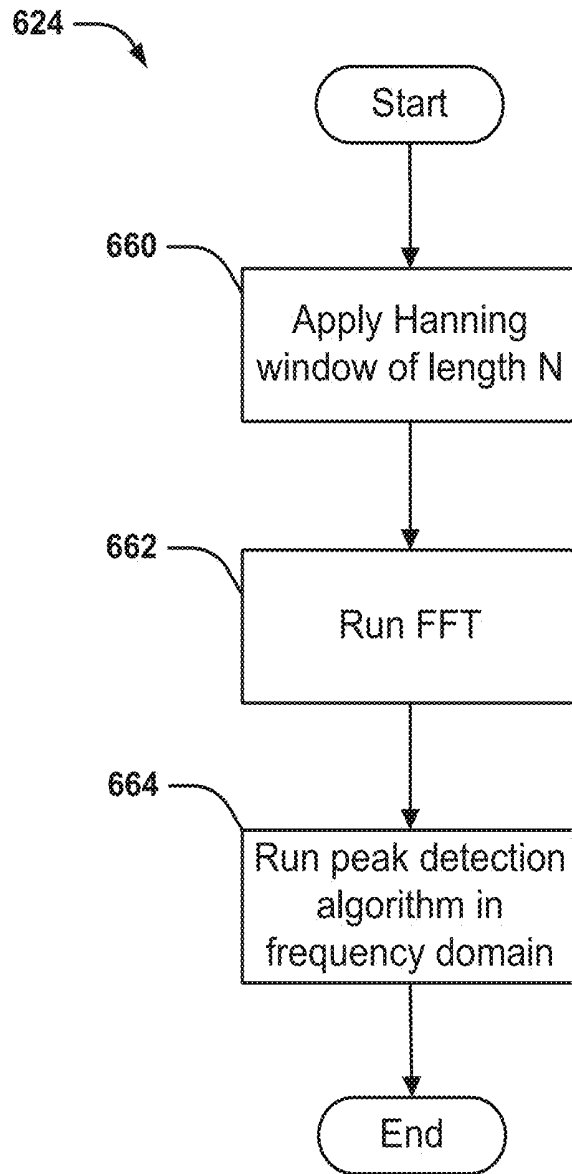 624
Start
660
Apply Hanning
window of length N
662
Run FFT
664
Run peak detection
algorithm in
frequency domain
End